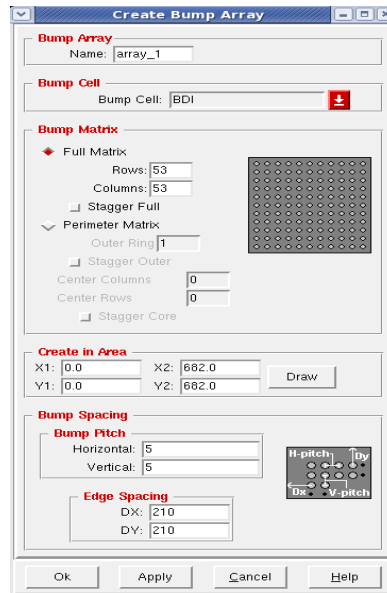 Create Bump Array
Bump Array
Name: array_1
Bump Cell
Bump Cell: BDI
Bump Matrix
Full Matrix
Rows: 53
Columns: 53
Stagger Full
Perimeter Matrix
Outer Ring 1
Stagger Outer
Center Columns 0
Center Rows 0
Stagger Core
Create in Area
X1: 0.0 X2: 682.0
Y1: 0.0 Y2: 682.0
Draw
Bump Spacing
Bump Pitch
Horizontal: 5
Vertical: 5
H-pitch Dy
Dx V-pitch
Edge Spacing
DX: 210
DY: 210
Ok Apply Cancel Help